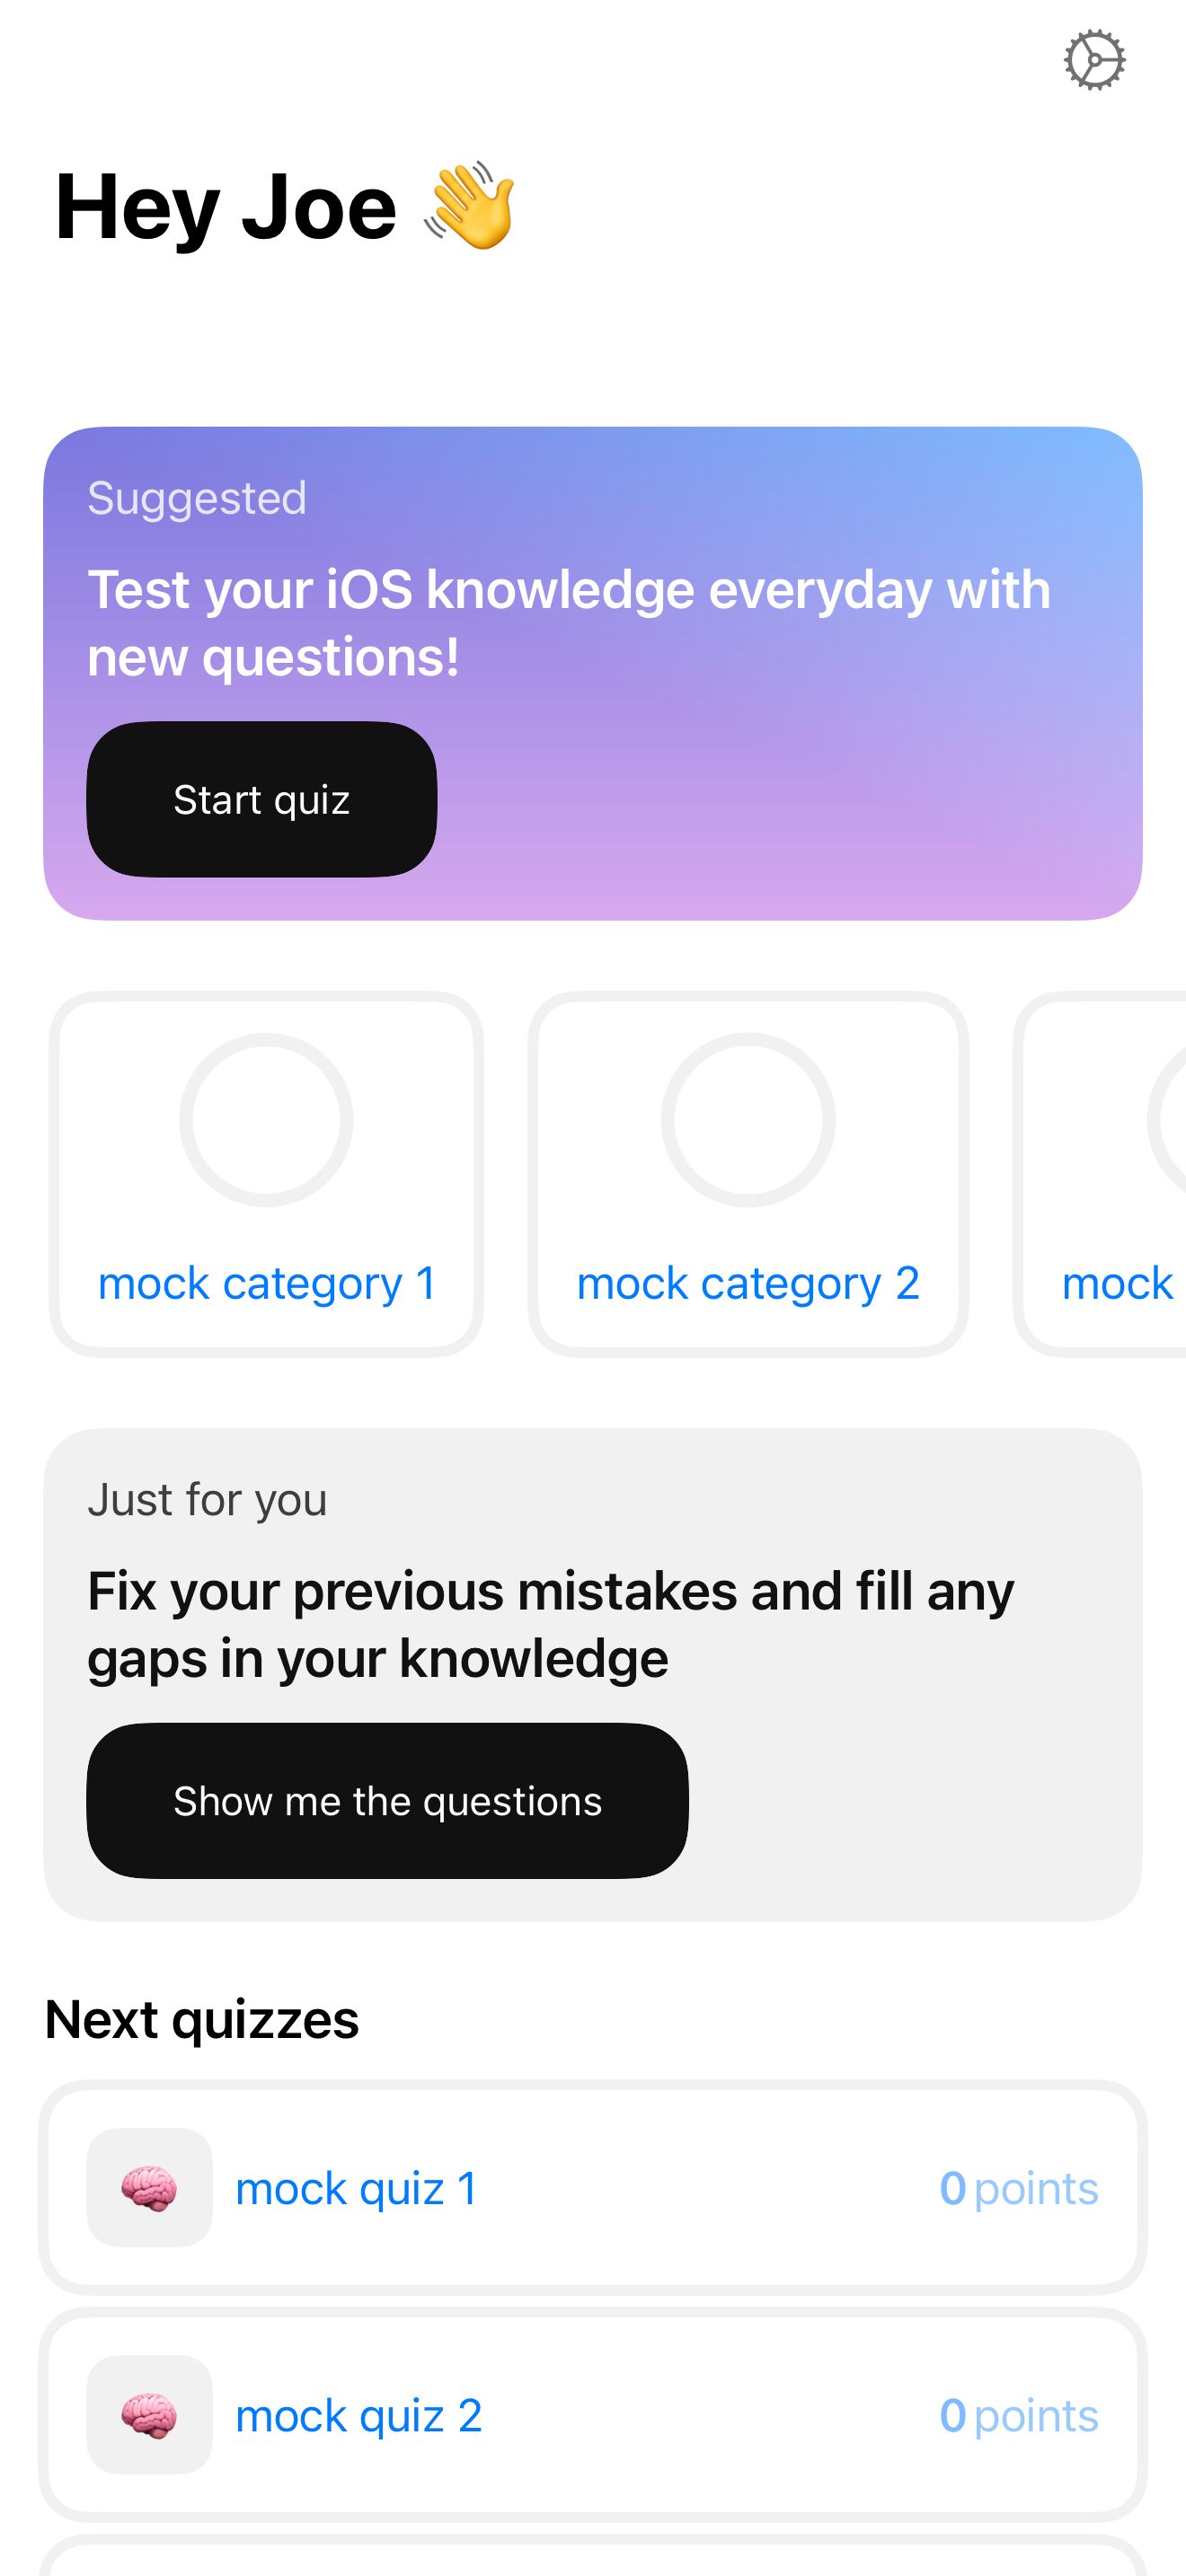 Hey Joe 👋
Suggested
Test your iOS knowledge everyday with
new questions!
Start quiz
mock category 1
mock category 2
mock
Just for you
Fix your previous mistakes and fill any
gaps in your knowledge
Show me the questions
Next quizzes
mock quiz 1
0 points
mock quiz 2
0 points